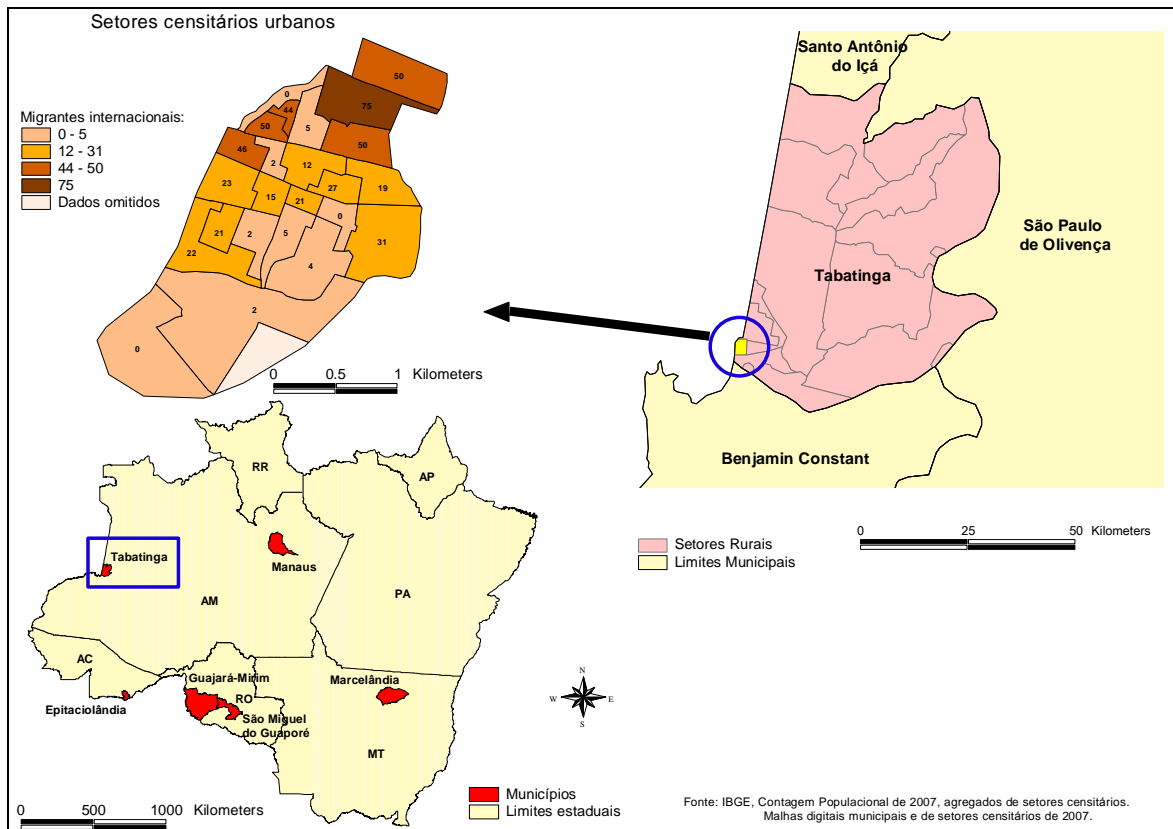 Setores censitários urbanos
Migrantes internacionais:
0 - 5
12 - 31
44 - 50
75
Dados omitidos
50
0
44
75
50
5
50
46
2
12
23
27
19
15
21
0
21
2
5
31
22
4
2
0
0 0.5 1 Kilometers
Santo Antônio
do Içá
São Paulo
de Olivença
Tabatinga
Benjamin Constant
0 25 50 Kilometers
Setores Rurais
Limites Municipais
RR
AP
Tabatinga
Manaus
AM
PA
AC
Guajará-Mirim
Marcelândia
RO
Epitaciolândia
São Miguel
do Guaporé
MT
N
W E
S
0 500 1000 Kilometers
Municípios
Limites estaduais
Fonte: IBGE, Contagem Populacional de 2007, agregados de setores censitários.
Malhas digitais municipais e de setores censitários de 2007.